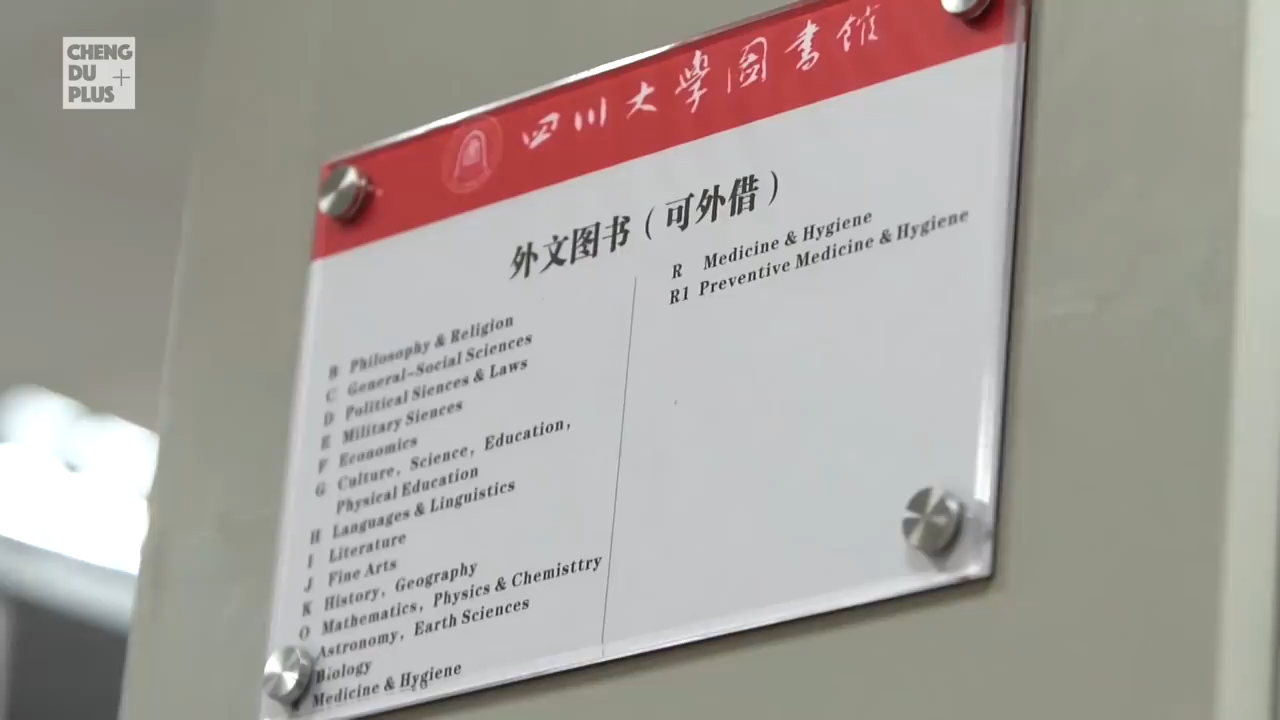 CHENG
DU +
PLUS
四川大學圖書館
外文图书（可外借）
B Philosophy & Religion
C General-Social Sciences
D Political Siences & Laws
E Military Siences
F Economics
G Culture, Science, Education,
Physical Education
H Languages & Linguistics
I Literature
J Fine Arts
K History, Geography
O Mathematics, Physics & Chemisttry
Astronomy, Earth Sciences
Biology
Medicine & Hygiene
R Medicine & Hygiene
R1 Preventive Medicine & Hygiene